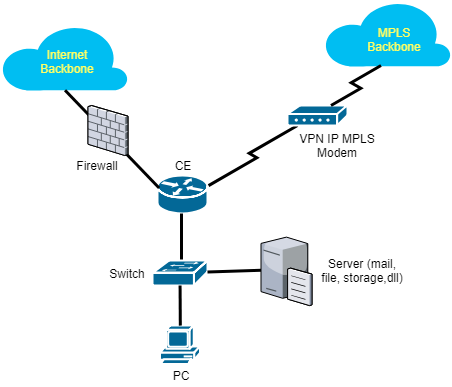 Internet
Backbone
MPLS
Backbone
Firewall
CE
VPN IP MPLS
Modem
Switch
Server (mail,
file, storage,dll)
PC